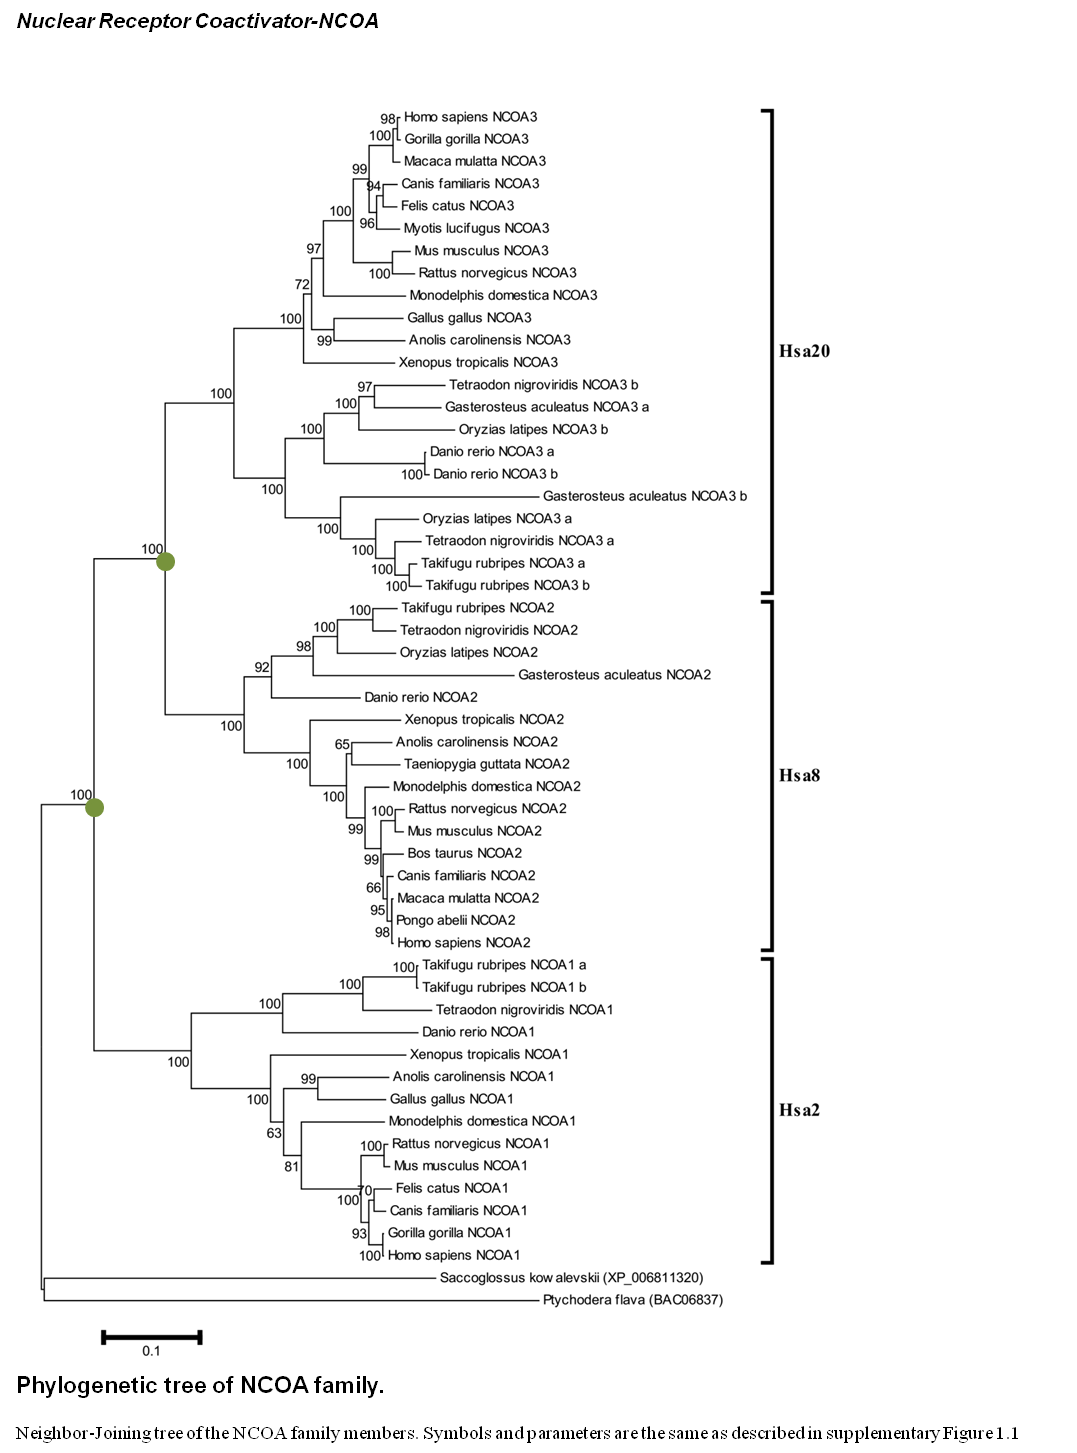 Nuclear Receptor Coactivator-NCOA
98 Homo sapiens NCOA3
100 Gorilla gorilla NCOA3
Macaca mulatta NCOA3
99
94 Canis familiaris NCOA3
Felis catus NCOA3
96 Myotis lucifugus NCOA3
100
Mus musculus NCOA3
97
100 Rattus norvegicus NCOA3
72
Monodelphis domestica NCOA3
100 Gallus gallus NCOA3
99 Anolis carolinensis NCOA3
Hsa20
Xenopus tropicalis NCOA3
97 Tetraodon nigroviridis NCOA3 b
100
100 Gasterosteus aculeatus NCOA3 a
100 Oryzias latipes NCOA3 b
Danio rerio NCOA3 a
100 Danio rerio NCOA3 b
100
Gasterosteus aculeatus NCOA3 b
100 Oryzias latipes NCOA3 a
100 Tetraodon nigroviridis NCOA3 a
100
100 Takifugu rubripes NCOA3 a
100 Takifugu rubripes NCOA3 b
100 Takifugu rubripes NCOA2
100 Tetraodon nigroviridis NCOA2
98 Oryzias latipes NCOA2
92 Gasterosteus aculeatus NCOA2
Danio rerio NCOA2
100 Xenopus tropicalis NCOA2
65 Anolis carolinensis NCOA2
100 Taeniopygia guttata NCOA2
Hsa8
Monodelphis domestica NCOA2
100
100 Rattus norvegicus NCOA2
100
99 Mus musculus NCOA2
99 Bos taurus NCOA2
66 Canis familiaris NCOA2
95 Macaca mulatta NCOA2
98 Pongo abelii NCOA2
Homo sapiens NCOA2
100 Takifugu rubripes NCOA1 a
100 Takifugu rubripes NCOA1 b
100 Tetraodon nigroviridis NCOA1
Danio rerio NCOA1
100 Xenopus tropicalis NCOA1
99 Anolis carolinensis NCOA1
100 Gallus gallus NCOA1
Hsa2
63 Monodelphis domestica NCOA1
100 Rattus norvegicus NCOA1
81 Mus musculus NCOA1
70 Felis catus NCOA1
100 Canis familiaris NCOA1
93 Gorilla gorilla NCOA1
100 Homo sapiens NCOA1
Saccoglossus kowalevskii (XP_006811320)
Ptychodera flava (BAC06837)
0.1
Phylogenetic tree of NCOA family.
Neighbor-Joining tree of the NCOA family members. Symbols and parameters are the same as described in supplementary Figure 1.1